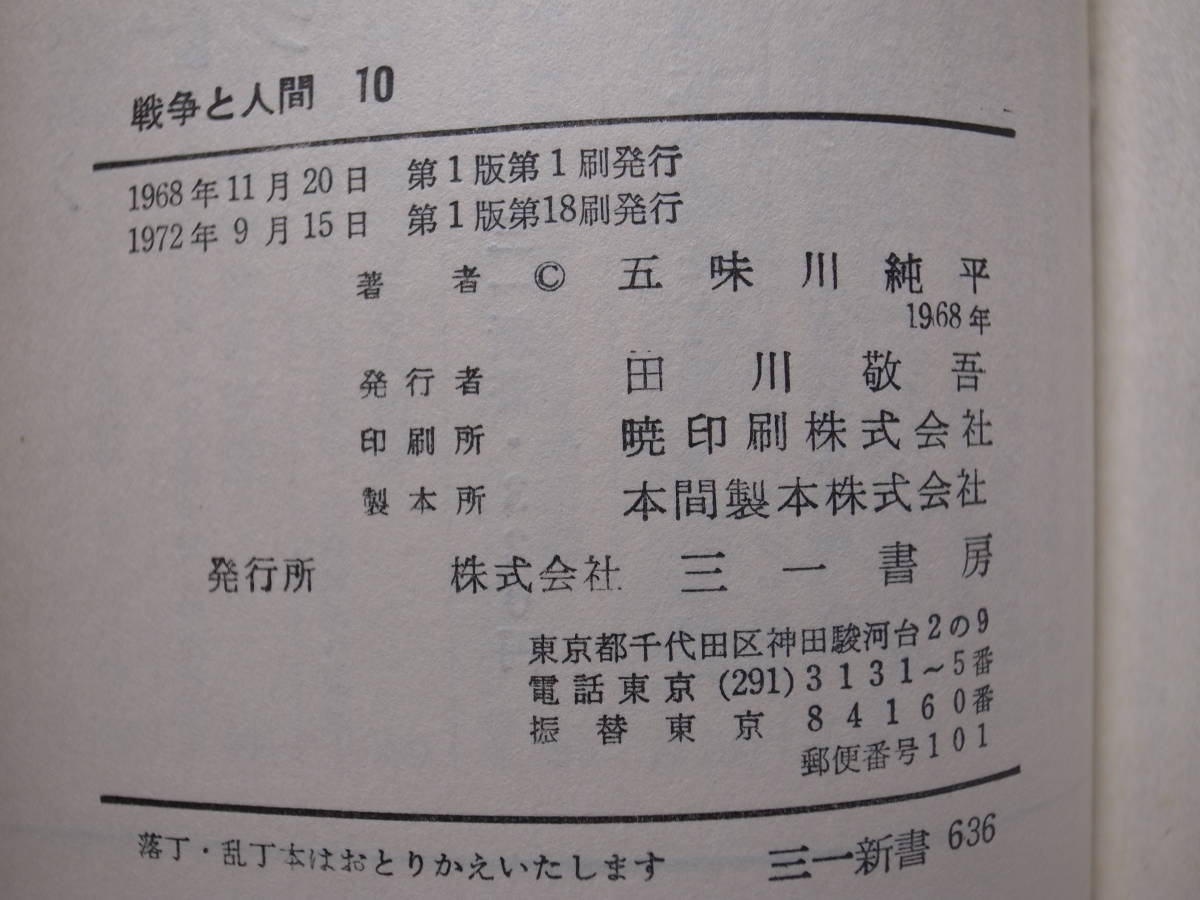 戦争と人間 10
1968年11月20日 第1版第1刷発行
1972年9月15日 第1版第18刷発行
著者 © 五味川純平
1968年
発行者 田川敬吾
印刷所 暁印刷株式会社
製本所 本間製本株式会社
発行所 株式会社 三一書房
東京都千代田区神田駿河台2の9
電話東京(291)3131~5番
振替東京 84160番
郵便番号101
落丁・乱丁本はおとりかえいたします 三一新書 636